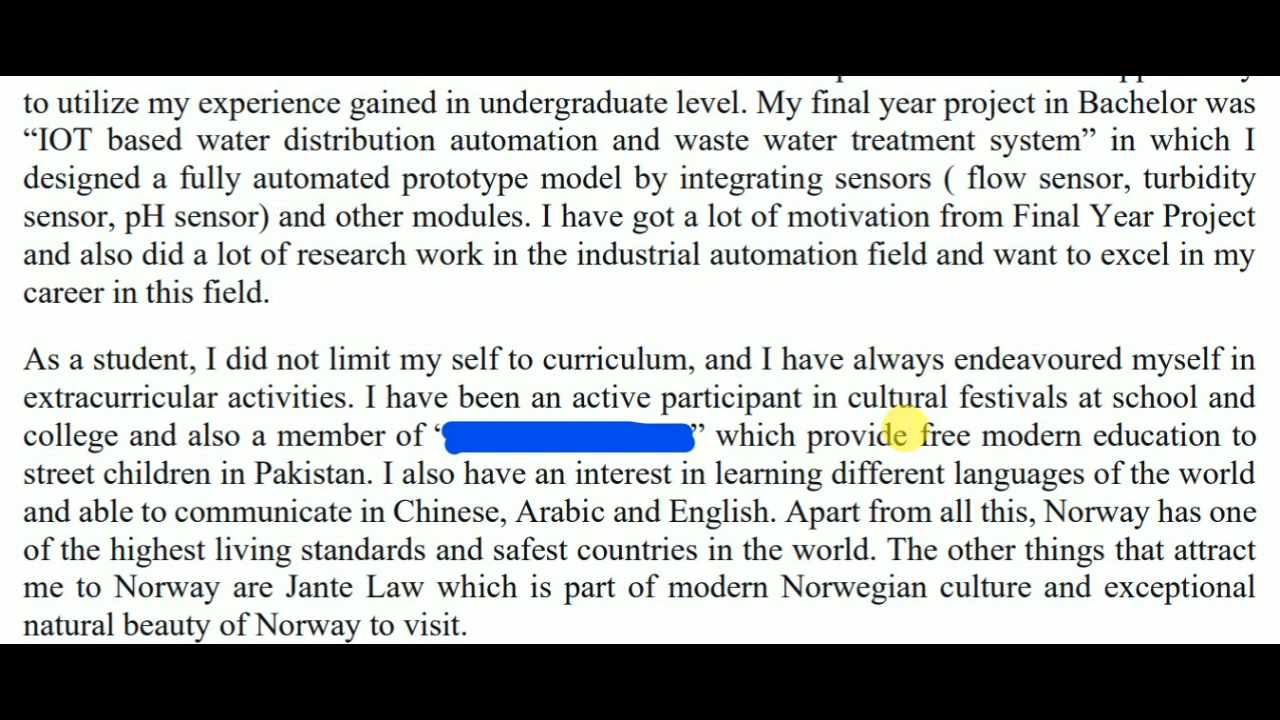 to utilize my experience gained in undergraduate level. My final year project in Bachelor was
“IOT based water distribution automation and waste water treatment system” in which I
designed a fully automated prototype model by integrating sensors ( flow sensor, turbidity
sensor, pH sensor) and other modules. I have got a lot of motivation from Final Year Project
and also did a lot of research work in the industrial automation field and want to excel in my
career in this field.
As a student, I did not limit my self to curriculum, and I have always endeavoured myself in
extracurricular activities. I have been an active participant in cultural festivals at school and
college and also a member of “ ” which provide free modern education to
street children in Pakistan. I also have an interest in learning different languages of the world
and able to communicate in Chinese, Arabic and English. Apart from all this, Norway has one
of the highest living standards and safest countries in the world. The other things that attract
me to Norway are Jante Law which is part of modern Norwegian culture and exceptional
natural beauty of Norway to visit.